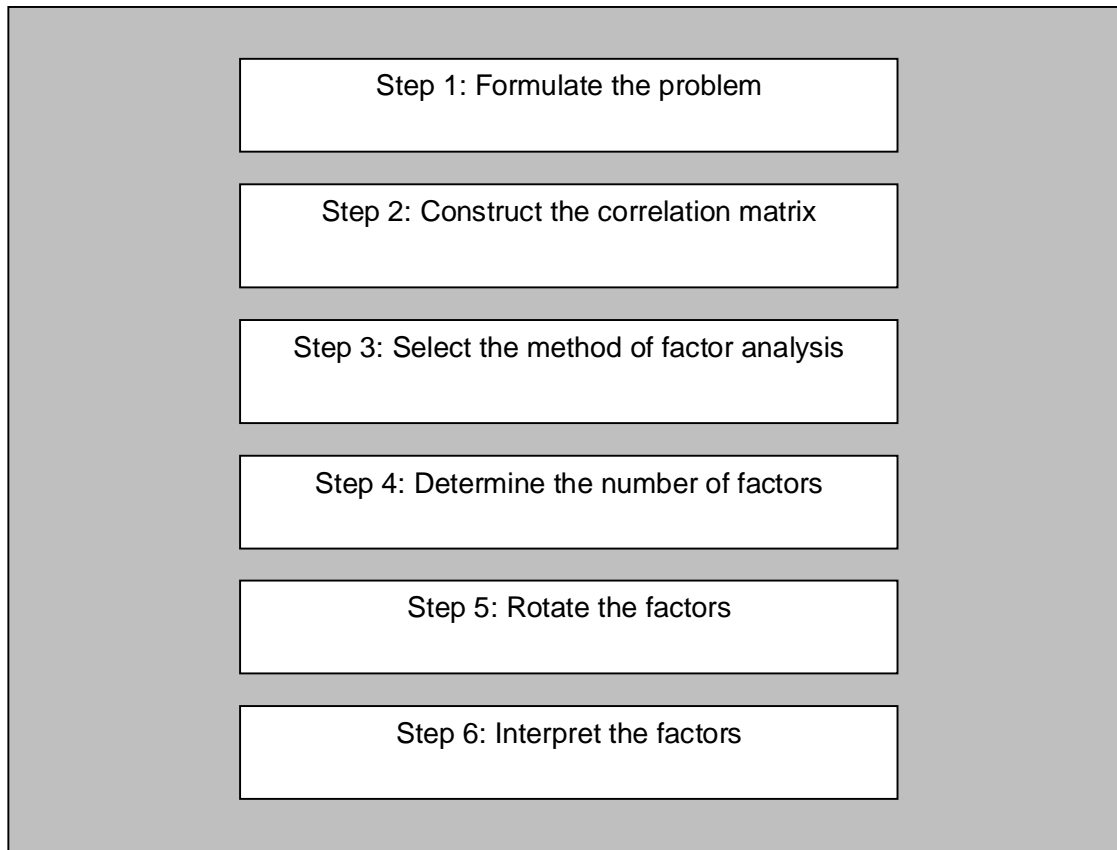 Step 1: Formulate the problem
Step 2: Construct the correlation matrix
Step 3: Select the method of factor analysis
Step 4: Determine the number of factors
Step 5: Rotate the factors
Step 6: Interpret the factors